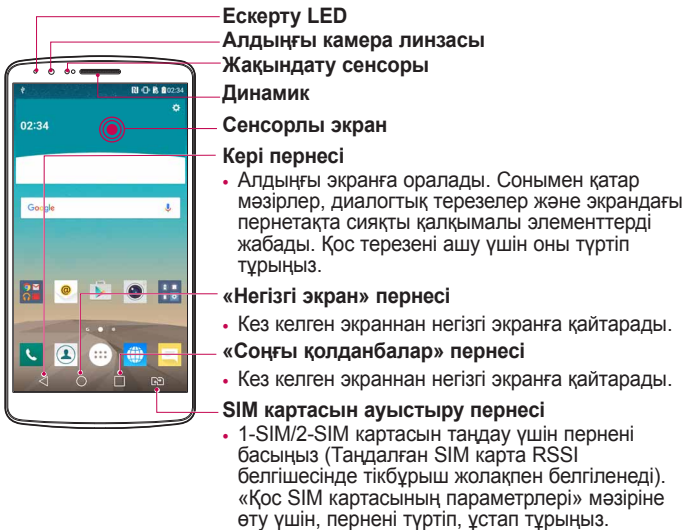 Ескерту LED
Алдыңғы камера линзасы
Жақындату сенсоры
Динамик
02:34
02:34
Сенсорлы экран
Кері пернесі
• Алдыңғы экранға оралады. Сонымен қатар
мәзірлер, диалогтық терезелер және экрандағы
пернетақта сияқты қалқымалы элементтерді
жабады. Қос терезені ашу үшін оны түртіп
тұрыңыз.
Google
«Негізгі экран» пернесі
• Кез келген экраннан негізгі экранға қайтарады.
«Соңғы қолданбалар» пернесі
• Кез келген экраннан негізгі экранға қайтарады.
SIM картасын ауыстыру пернесі
• 1-SIM/2-SIM картасын таңдау үшін пернені
басыңыз (Таңдалған SIM карта RSSI
белгішесінде тікбұрыш жолақпен белгіленеді).
«Қос SIM картасының параметрлері» мәзіріне
өту үшін, пернені түртіп, ұстап тұрыңыз.